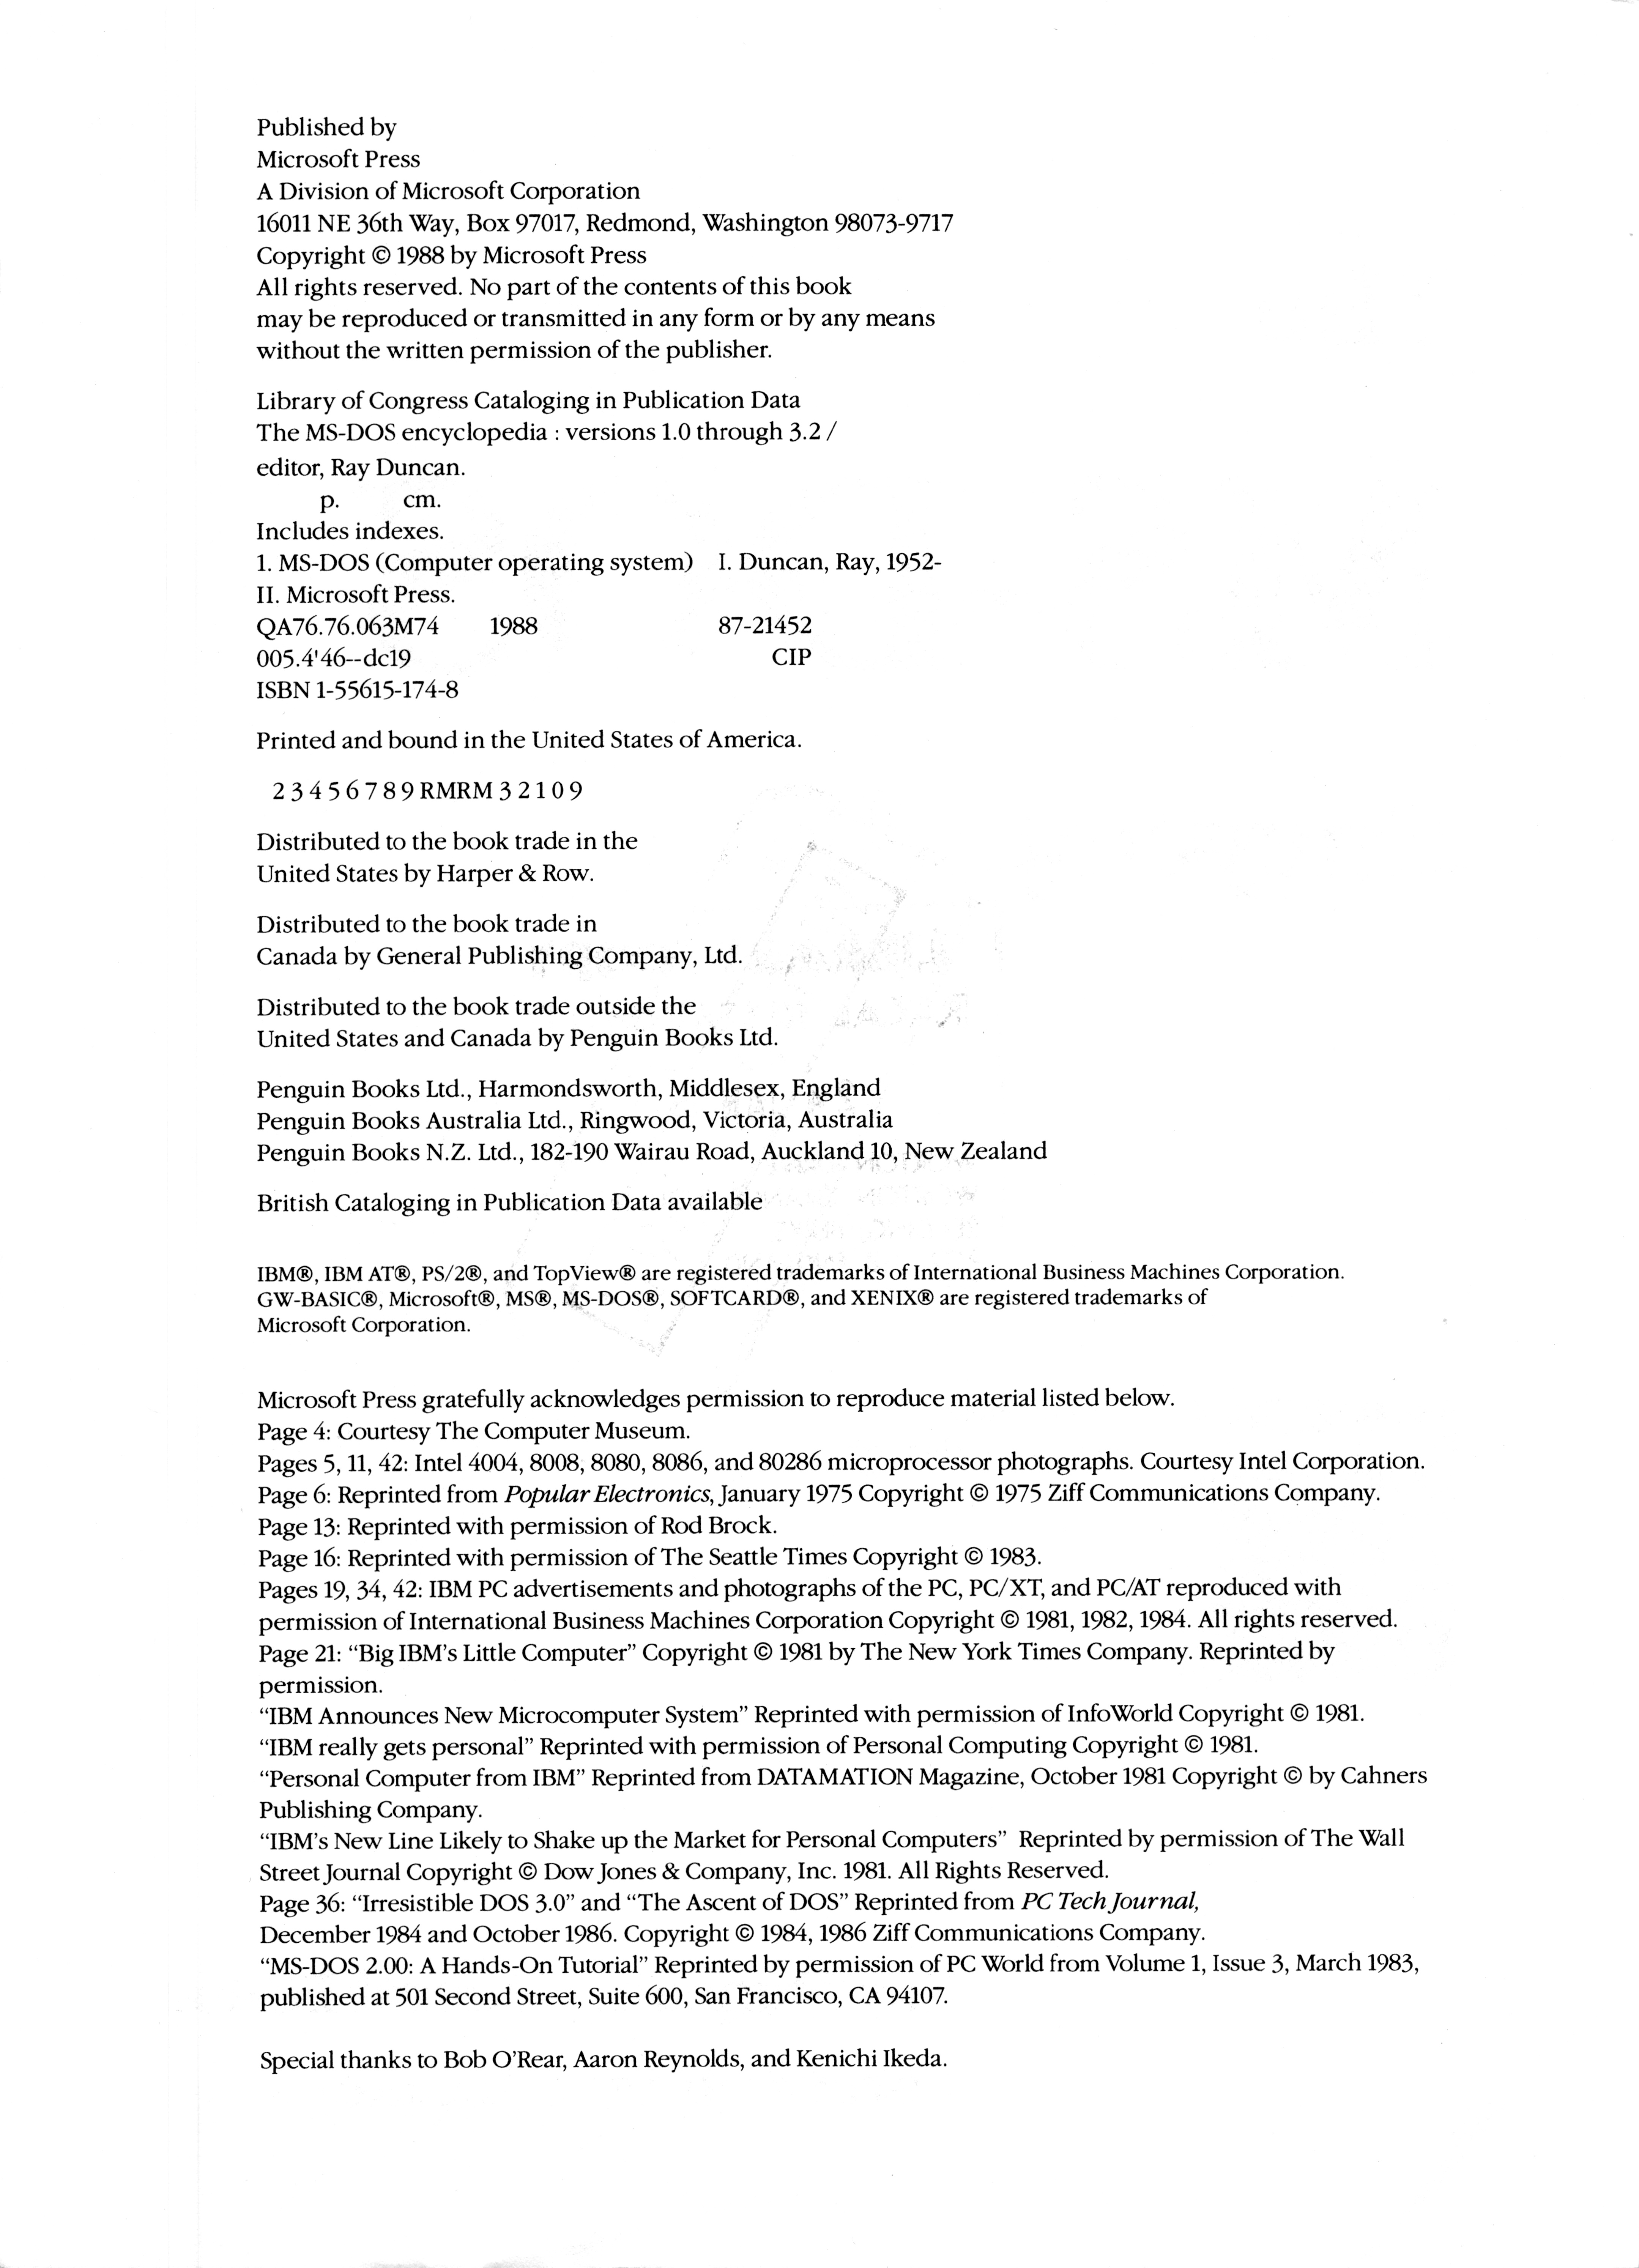 Published by
Microsoft Press
A Division of Microsoft Corporation
16011 NE 36th Way, Box 97017, Redmond, Washington 98073-9717
Copyright © 1988 by Microsoft Press
All rights reserved. No part of the contents of this book
may be reproduced or transmitted in any form or by any means
without the written permission of the publisher.
Library of Congress Cataloging in Publication Data
The MS-DOS encyclopedia : versions 1.0 through 3.2 /
editor, Ray Duncan.
p. cm.
Includes indexes.
1. MS-DOS (Computer operating system) I. Duncan, Ray, 1952-
II. Microsoft Press.
QA76.76.063M74 1988 87-21452
005.4'46--dc19 CIP
ISBN 1-55615-174-8
Printed and bound in the United States of America.
2 3 4 5 6 7 8 9 RMRM 3 2 1 0 9
Distributed to the book trade in the
United States by Harper & Row.
Distributed to the book trade in
Canada by General Publishing Company, Ltd.
Distributed to the book trade outside the
United States and Canada by Penguin Books Ltd.
Penguin Books Ltd., Harmondsworth, Middlesex, England
Penguin Books Australia Ltd., Ringwood, Victoria, Australia
Penguin Books N.Z. Ltd., 182-190 Wairau Road, Auckland 10, New Zealand
British Cataloging in Publication Data available
IBM®, IBM AT®, PS/2®, and TopView® are registered trademarks of International Business Machines Corporation.
GW-BASIC®, Microsoft®, MS®, MS-DOS®, SOFTCARD®, and XENIX® are registered trademarks of
Microsoft Corporation.
Microsoft Press gratefully acknowledges permission to reproduce material listed below.
Page 4: Courtesy The Computer Museum.
Pages 5, 11, 42: Intel 4004, 8008, 8080, 8086, and 80286 microprocessor photographs. Courtesy Intel Corporation.
Page 6: Reprinted from Popular Electronics, January 1975 Copyright © 1975 Ziff Communications Company.
Page 13: Reprinted with permission of Rod Brock.
Page 16: Reprinted with permission of The Seattle Times Copyright © 1983.
Pages 19, 34, 42: IBM PC advertisements and photographs of the PC, PC/XT, and PC/AT reproduced with
permission of International Business Machines Corporation Copyright © 1981, 1982, 1984. All rights reserved.
Page 21: “Big IBM’s Little Computer” Copyright © 1981 by The New York Times Company. Reprinted by
permission.
“IBM Announces New Microcomputer System” Reprinted with permission of InfoWorld Copyright © 1981.
“IBM really gets personal” Reprinted with permission of Personal Computing Copyright © 1981.
“Personal Computer from IBM” Reprinted from DATAMATION Magazine, October 1981 Copyright © by Cahners
Publishing Company.
“IBM’s New Line Likely to Shake up the Market for Personal Computers” Reprinted by permission of The Wall
Street Journal Copyright © Dow Jones & Company, Inc. 1981. All Rights Reserved.
Page 36: “Irresistible DOS 3.0” and “The Ascent of DOS” Reprinted from PC Tech Journal,
December 1984 and October 1986. Copyright © 1984, 1986 Ziff Communications Company.
“MS-DOS 2.00: A Hands-On Tutorial” Reprinted by permission of PC World from Volume 1, Issue 3, March 1983,
published at 501 Second Street, Suite 600, San Francisco, CA 94107.
Special thanks to Bob O’Rear, Aaron Reynolds, and Kenichi Ikeda.